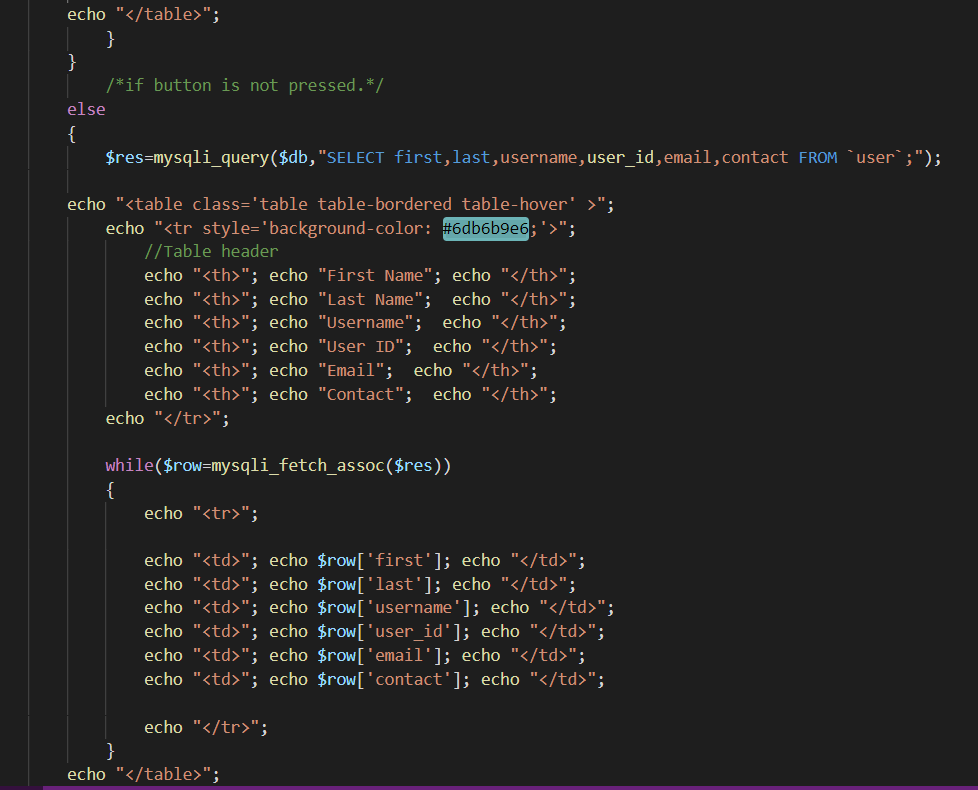 echo "</table>";
}
}
/*if button is not pressed.*/
else
{
$res=mysqli_query($db,"SELECT first,last,username,user_id,email,contact FROM `user`;");
echo "<table class='table table-bordered table-hover' >";
echo "<tr style='background-color: #6db6b9e6;'>";
//Table header
echo "<th>"; echo "First Name"; echo "</th>";
echo "<th>"; echo "Last Name";  echo "</th>";
echo "<th>"; echo "Username";  echo "</th>";
echo "<th>"; echo "User ID";  echo "</th>";
echo "<th>"; echo "Email";  echo "</th>";
echo "<th>"; echo "Contact";  echo "</th>";
echo "</tr>";
while($row=mysqli_fetch_assoc($res))
{
echo "<tr>";
echo "<td>"; echo $row['first']; echo "</td>";
echo "<td>"; echo $row['last']; echo "</td>";
echo "<td>"; echo $row['username']; echo "</td>";
echo "<td>"; echo $row['user_id']; echo "</td>";
echo "<td>"; echo $row['email']; echo "</td>";
echo "<td>"; echo $row['contact']; echo "</td>";
echo "</tr>";
}
echo "</table>";